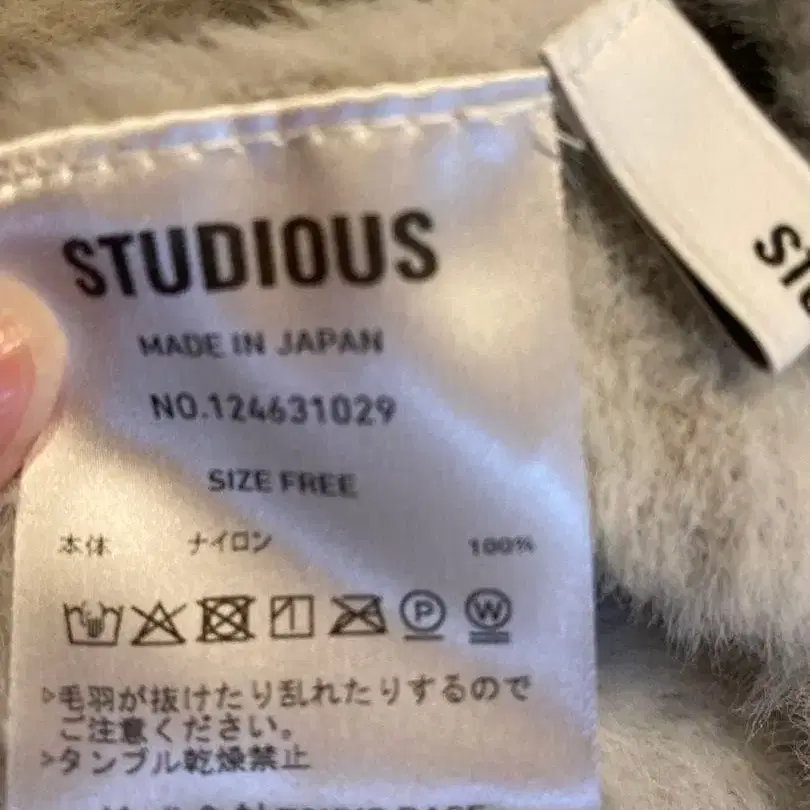 STUDIOUS
MADE IN JAPAN
NO.124631029
SIZE FREE
本体 ナイロン 100%
P W
▷毛羽が抜けたり乱れたりするので
ご注意ください。
>タンブル乾燥禁止